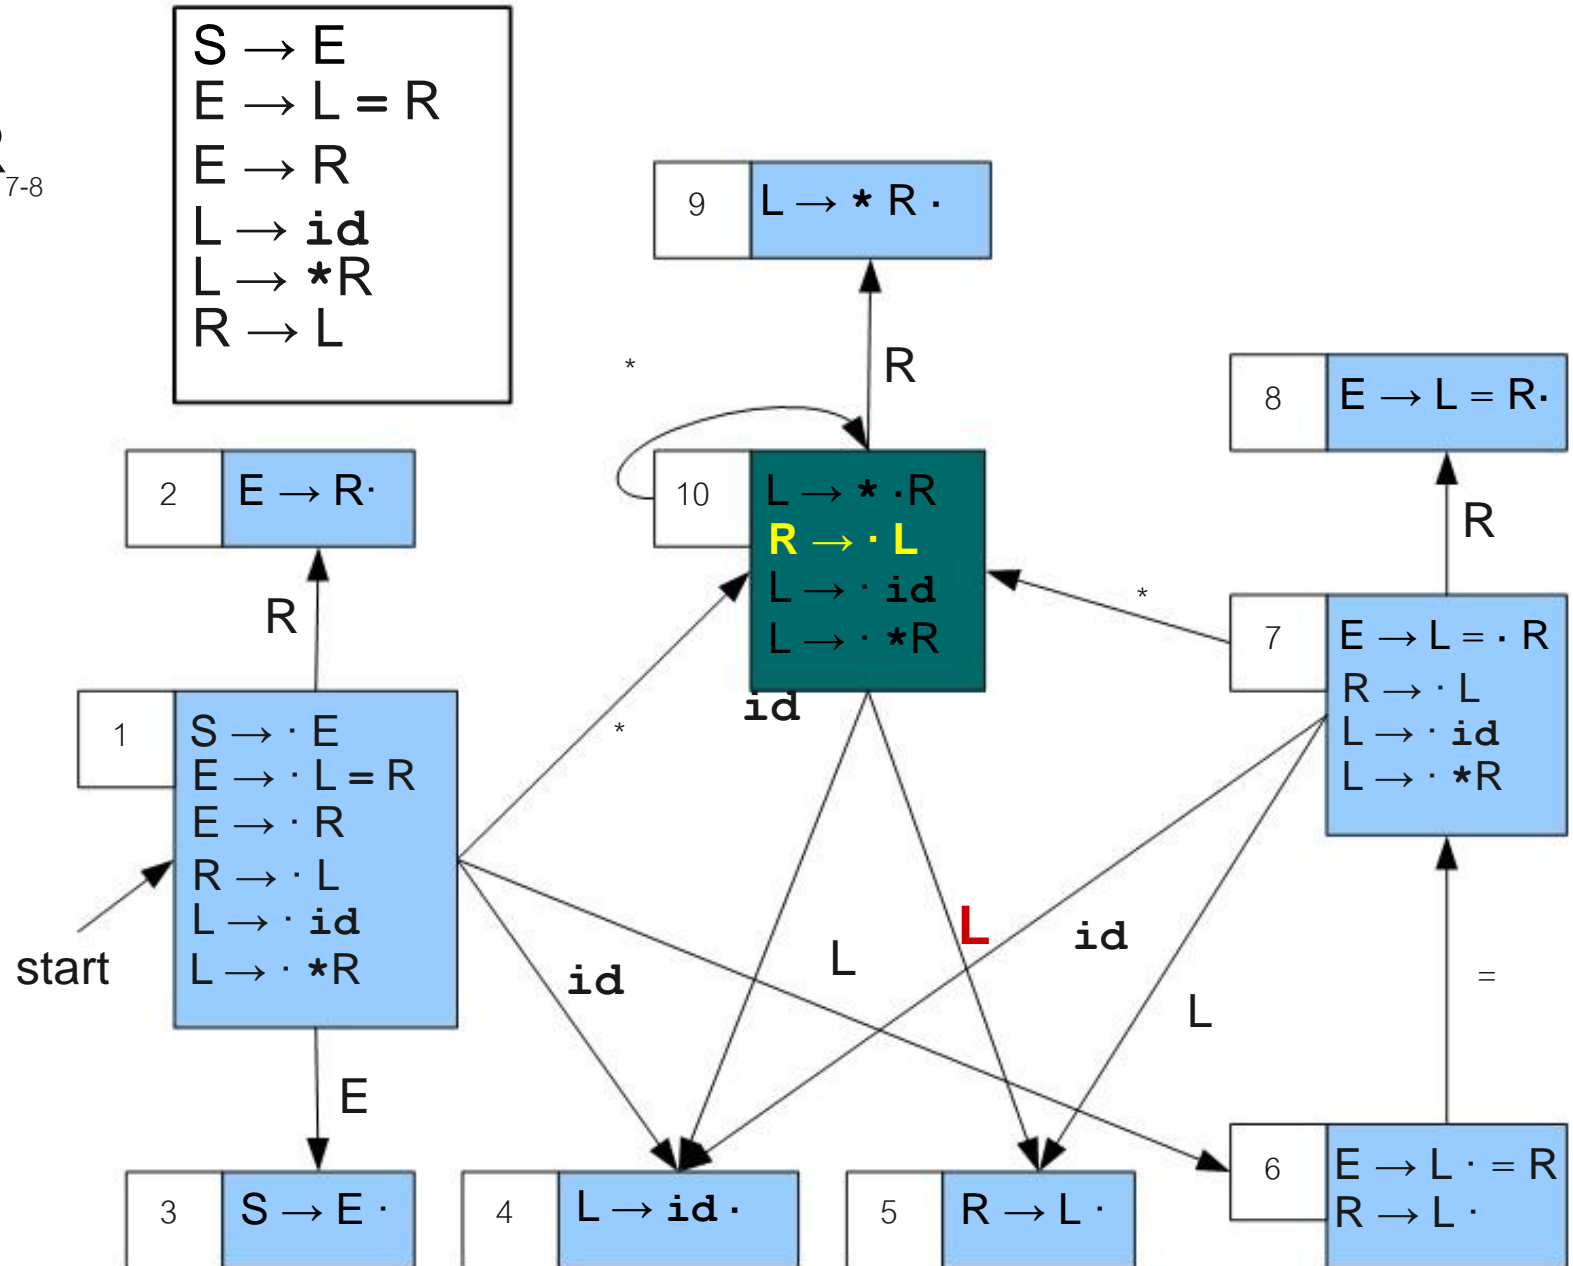 S → E
E → L = R
E → R
L → id
L → *R
R → L
7-8
9
L → * R ·
R
*
8
E → L = R·
R
2
E → R·
R
10
L → * ·R
R → · L
L → · id
L → · *R
id
*
7
E → L = · R
R → · L
L → · id
L → · *R
*
1
S → · E
E → · L = R
E → · R
R → · L
L → · id
L → · *R
start
id
L
L
id
L
=
E
3
S → E ·
4
L → id ·
5
R → L ·
6
E → L · = R
R → L ·